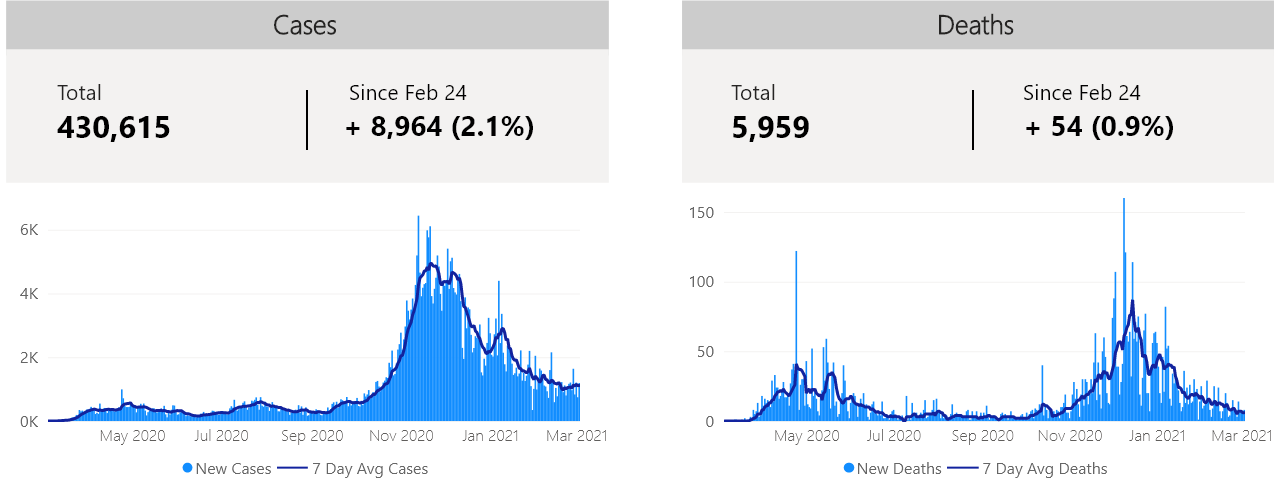 Cases
Total
Since Feb 24
430,615
+ 8,964 (2.1%)
6K
4K
2K
0K
May 2020 Jul 2020 Sep 2020 Nov 2020 Jan 2021 Mar 2021
New Cases 7 Day Avg Cases
Deaths
Total
Since Feb 24
5,959
+ 54 (0.9%)
150
100
50
0
May 2020 Jul 2020 Sep 2020 Nov 2020 Jan 2021 Mar 2021
New Deaths 7 Day Avg Deaths